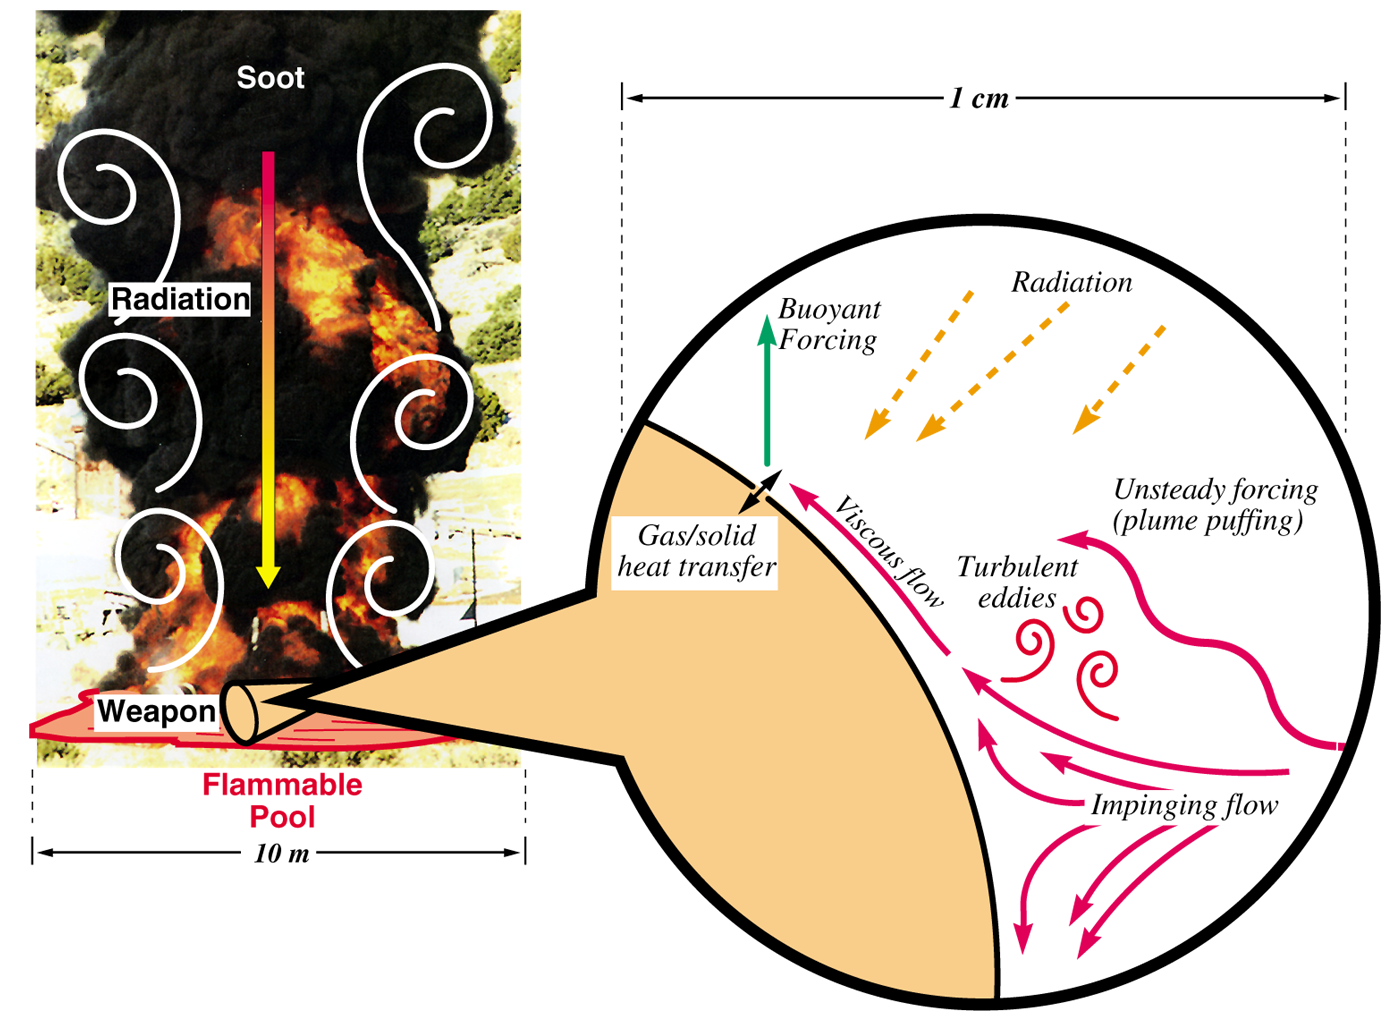 Soot
Radiation
Weapon
Flammable
Pool
10 m
1 cm
Radiation
Buoyant
Forcing
Gas/solid
heat transfer
Viscous flow
Unsteady forcing
(plume puffing)
Turbulent
eddies
Impinging flow